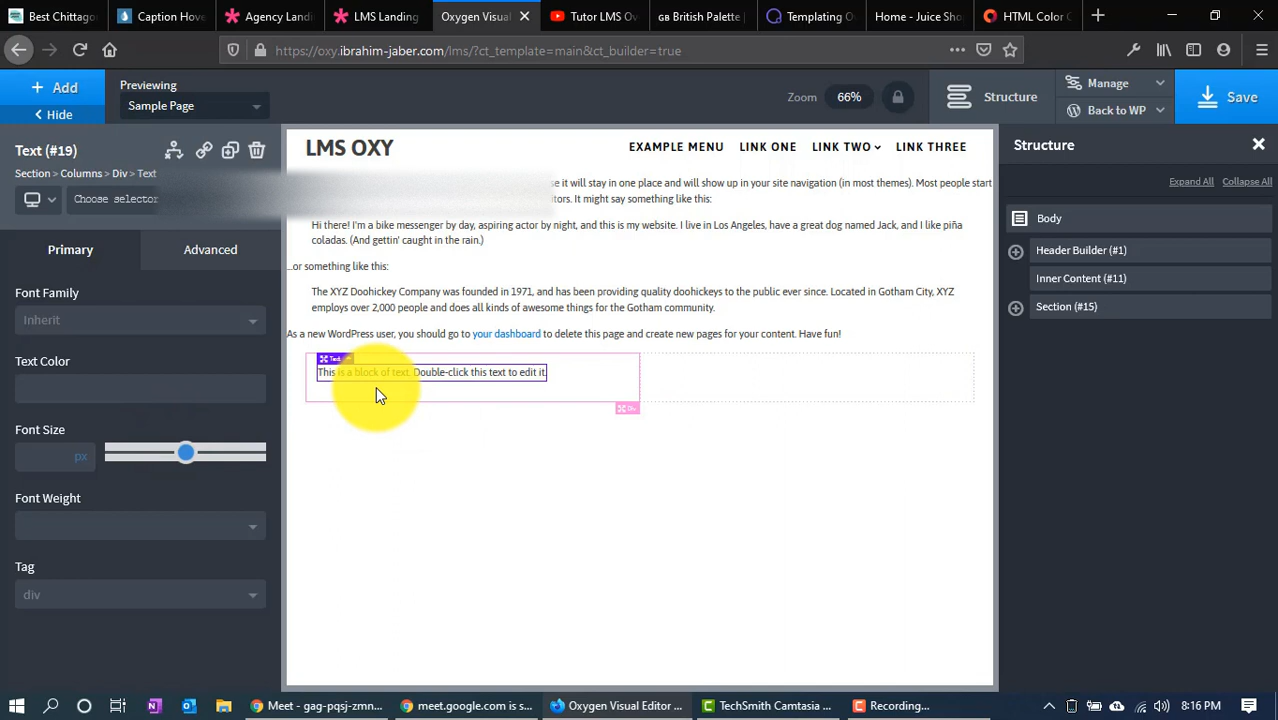 Best Chittago
Caption Hove
Agency Landi
LMS Landing
Oxygen Visual
Tutor LMS Ov
GB British Palette |
Templating Ov
Home - Juice Sho
HTML Color C
https://oxy.ibrahim-jaber.com/lms/?ct_template=main&ct_builder=true
+ Add
Hide
Previewing
Sample Page
Zoom
66%
Structure
Manage
Back to WP
Save
Text (#19)
Section > Columns > Div > Text
Choose selector
Primary
Advanced
Font Family
Inherit
Text Color
Font Size
px
Font Weight
Tag
div
LMS OXY
EXAMPLE MENU
LINK ONE
LINK TWO
LINK THREE
it will stay in one place and will show up in your site navigation (in most themes). Most people start
itors. It might say something like this:
Hi there! I'm a bike messenger by day, aspiring actor by night, and this is my website. I live in Los Angeles, have a great dog named Jack, and I like piña
coladas. (And gettin' caught in the rain.)
...or something like this:
The XYZ Doohickey Company was founded in 1971, and has been providing quality doohickeys to the public ever since. Located in Gotham City, XYZ
employs over 2,000 people and does all kinds of awesome things for the Gotham community.
As a new WordPress user, you should go to your dashboard to delete this page and create new pages for your content. Have fun!
Text
This is a block of text. Double-click this text to edit it.
Div
Structure
Expand All
Collapse All
Body
Header Builder (#1)
Inner Content (#11)
Section (#15)
Meet - gag-pqsj-zmn...
meet.google.com is s...
Oxygen Visual Editor ...
TechSmith Camtasia ...
Recording...
8:16 PM